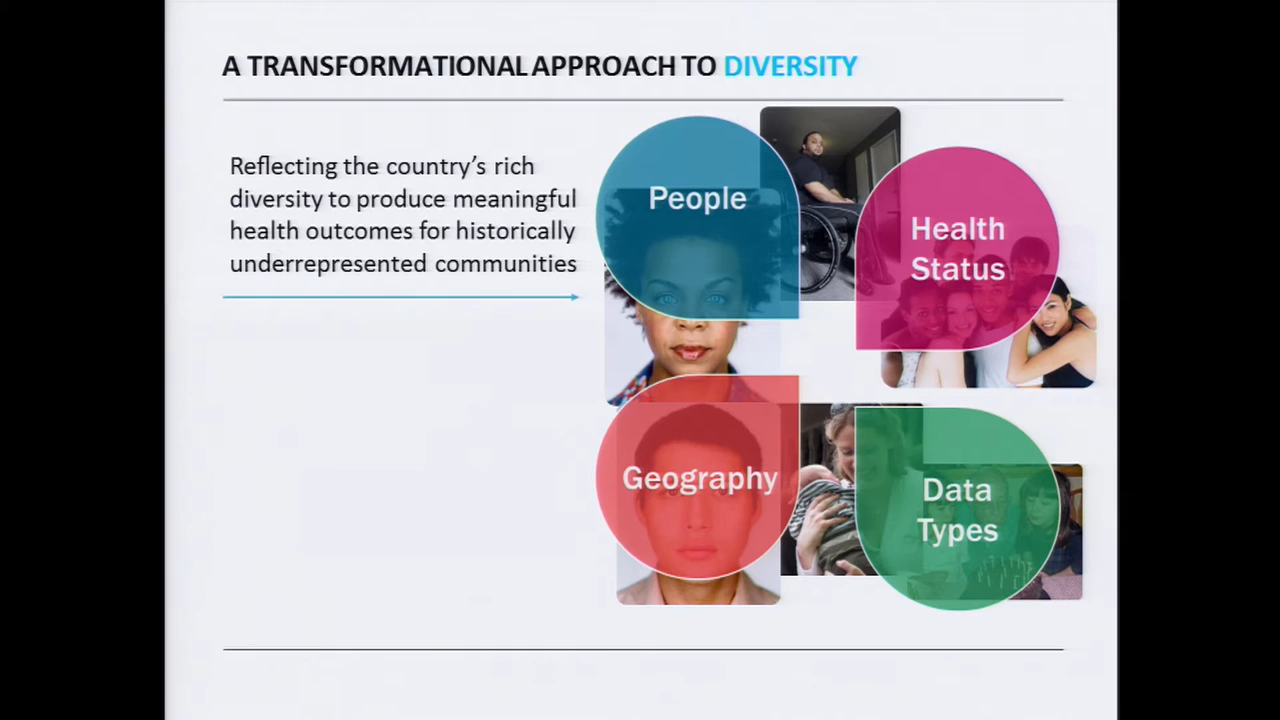 A TRANSFORMATIONAL APPROACH TO DIVERSITY
Reflecting the country's rich
diversity to produce meaningful
health outcomes for historically
underrepresented communities
People
Health
Status
Geography
Data
Types